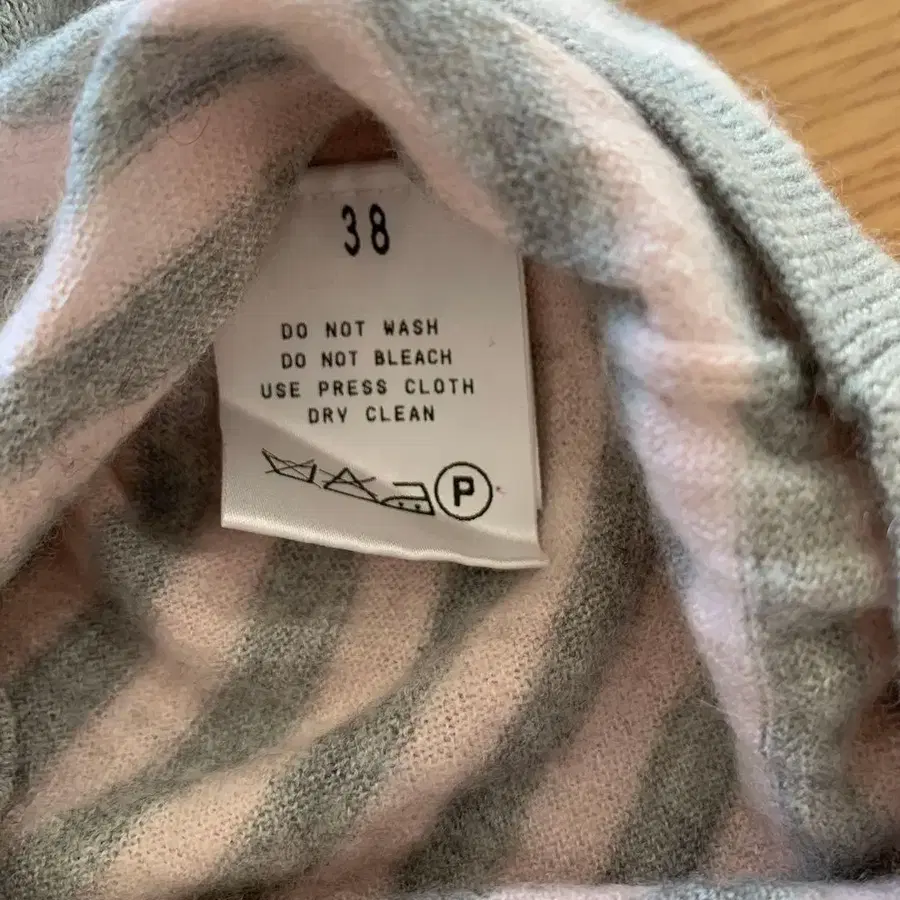 38
DO NOT WASH
DO NOT BLEACH
USE PRESS CLOTH
DRY CLEAN
P